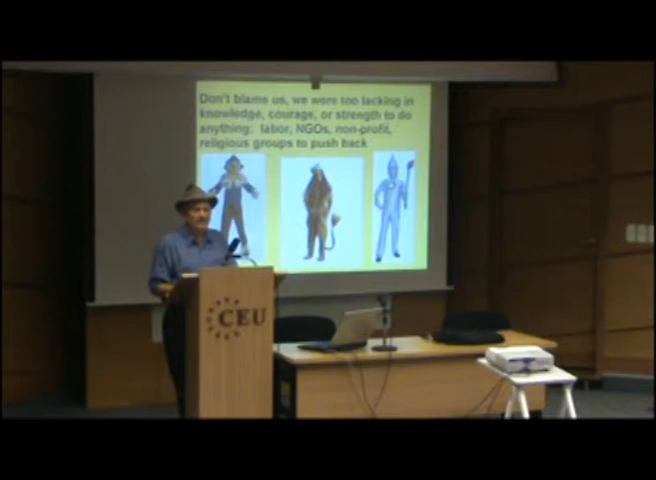 Don't blame us, we were too lacking in
knowledge, courage, or strength to do
anything: labor, NGOs, non-profit,
religious groups to push back
CEU